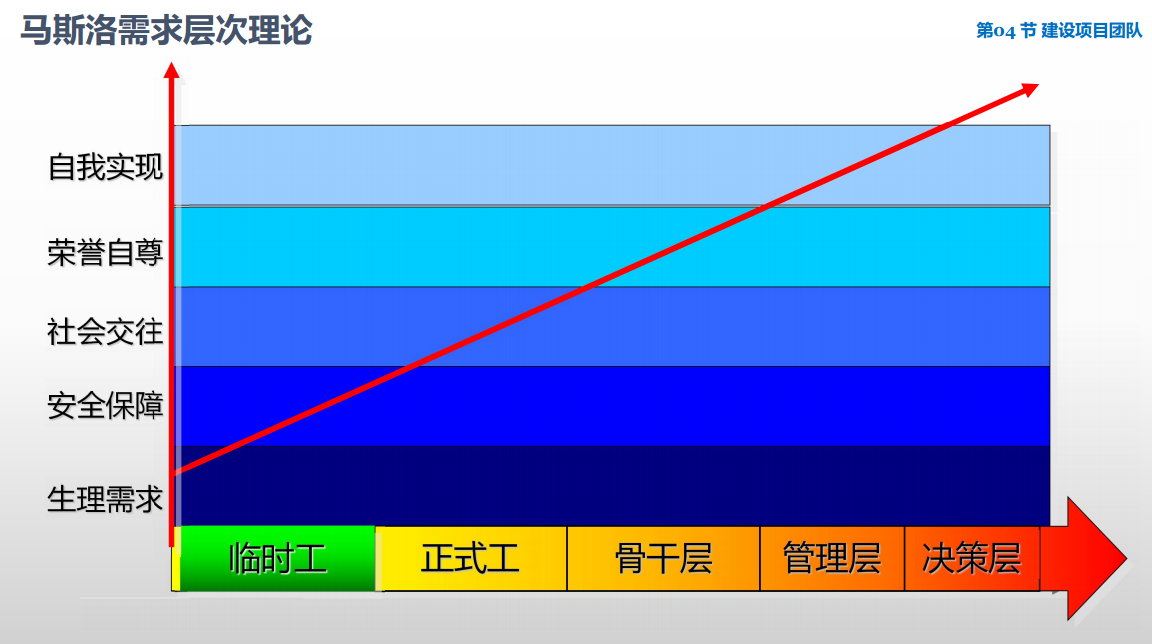 马斯洛需求层次理论
第04 节 建设项目团队
自我实现
荣誉自尊
社会交往
安全保障
生理需求
临时工 正式工 骨干层 管理层 决策层